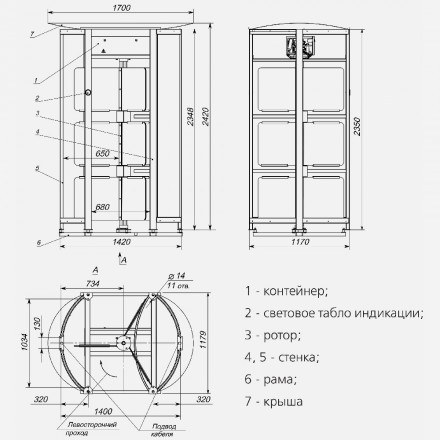 1700
7
1
2
3
4
5
6
650
680
2348
2420
1420
А
2350
1170
А
734
⌀ 14
11 отв.
1034
130
1179
320
320
1400
Левосторонний
проход
Подвод
кабеля
1 - контейнер;
2 - световое табло индикации;
3 - ротор;
4, 5 - стенка;
6 - рама;
7 - крыша